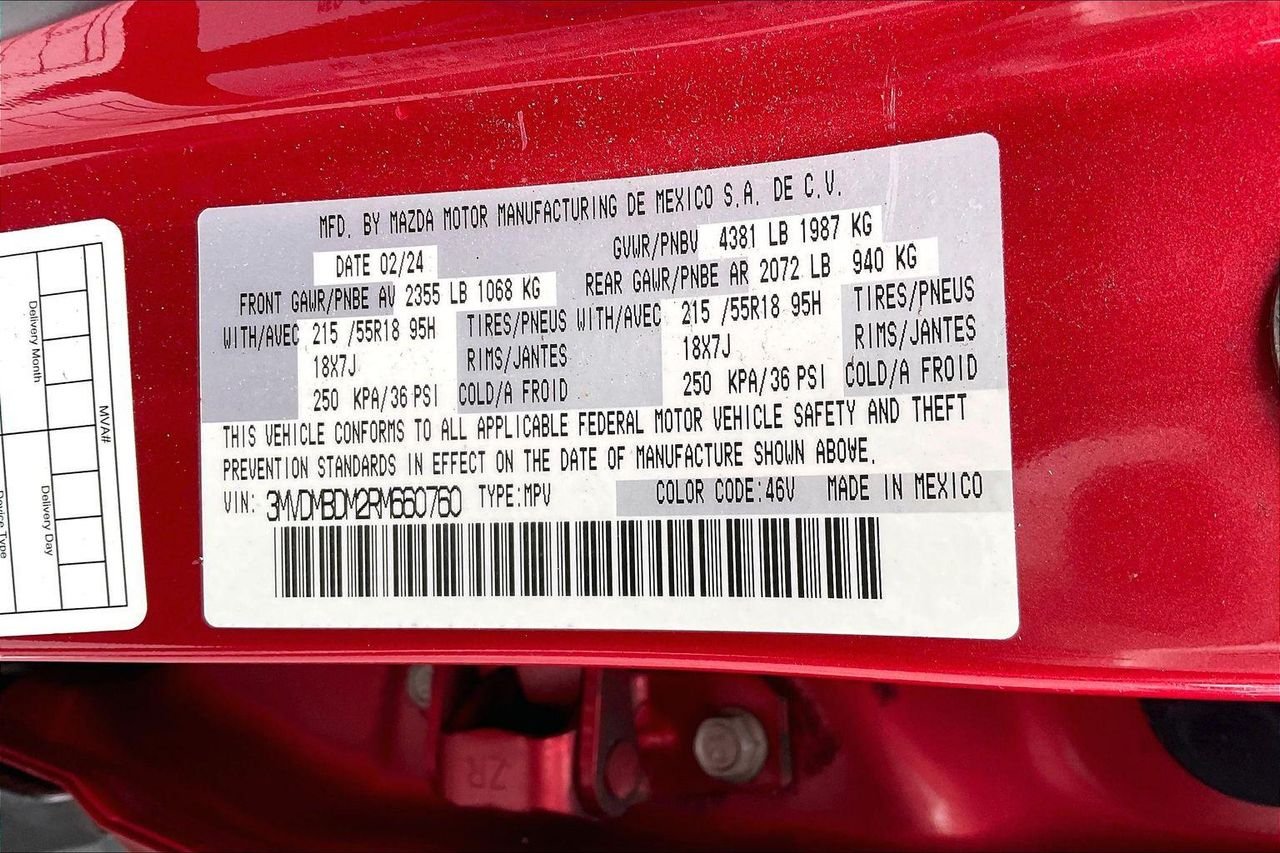 MFD. BY MAZDA MOTOR MANUFACTURING DE MEXICO S.A. DE C.V.
DATE 02/24 GVWR/PNBV 4381 LB 1987 KG
FRONT GAWR/PNBE AV 2355 LB 1068 KG REAR GAWR/PNBE AR 2072 LB 940 KG
WITH/AVEC 215 /55R18 95H TIRES/PNEUS WITH/AVEC 215 /55R18 95H TIRES/PNEUS
18X7J RIMS/JANTES 18X7J RIMS/JANTES
250 KPA/36 PSI COLD/A FROID 250 KPA/36 PSI COLD/A FROID
THIS VEHICLE CONFORMS TO ALL APPLICABLE FEDERAL MOTOR VEHICLE SAFETY AND THEFT
PREVENTION STANDARDS IN EFFECT ON THE DATE OF MANUFACTURE SHOWN ABOVE.
VIN: 3MVDMBDM2RM660760 TYPE:MPV COLOR CODE:46V MADE IN MEXICO
MVA#
Delivery Month
Delivery Day
Device Type
ZR